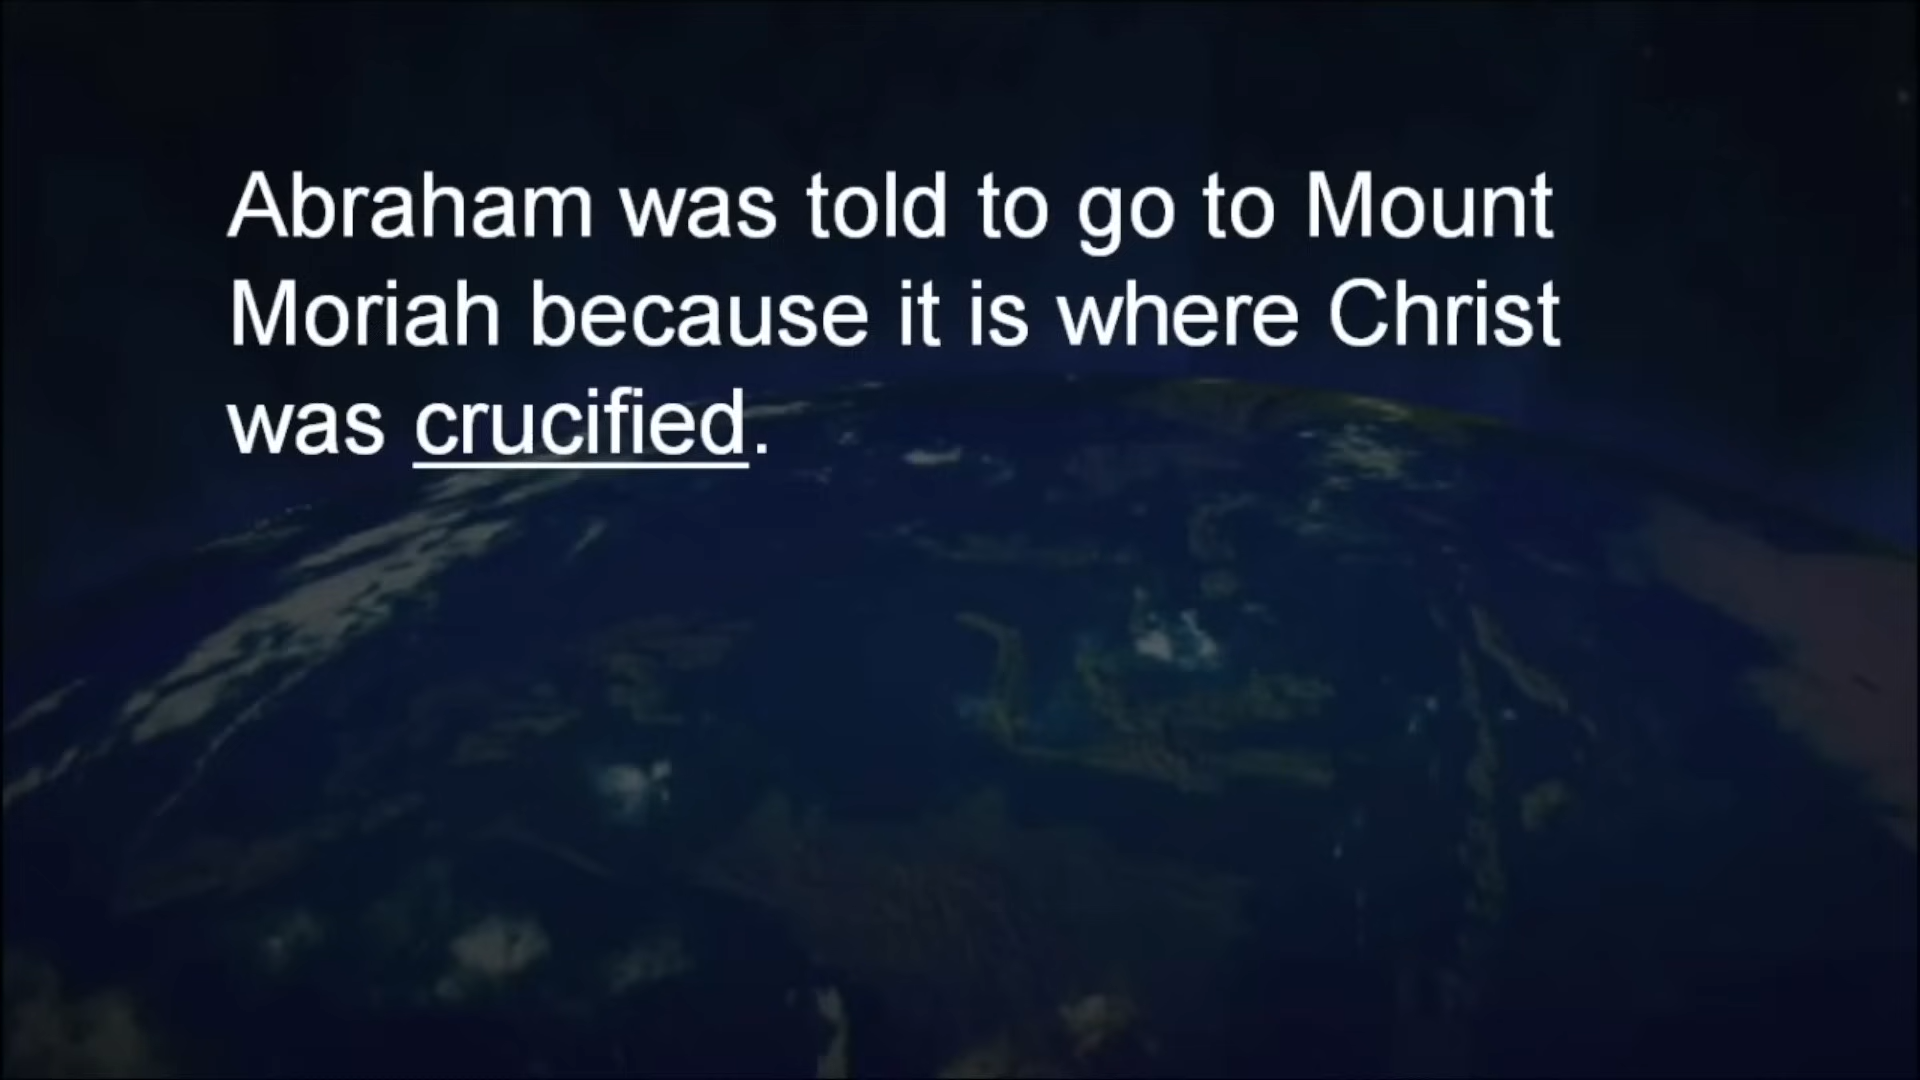 Abraham was told to go to Mount
Moriah because it is where Christ
was crucified.